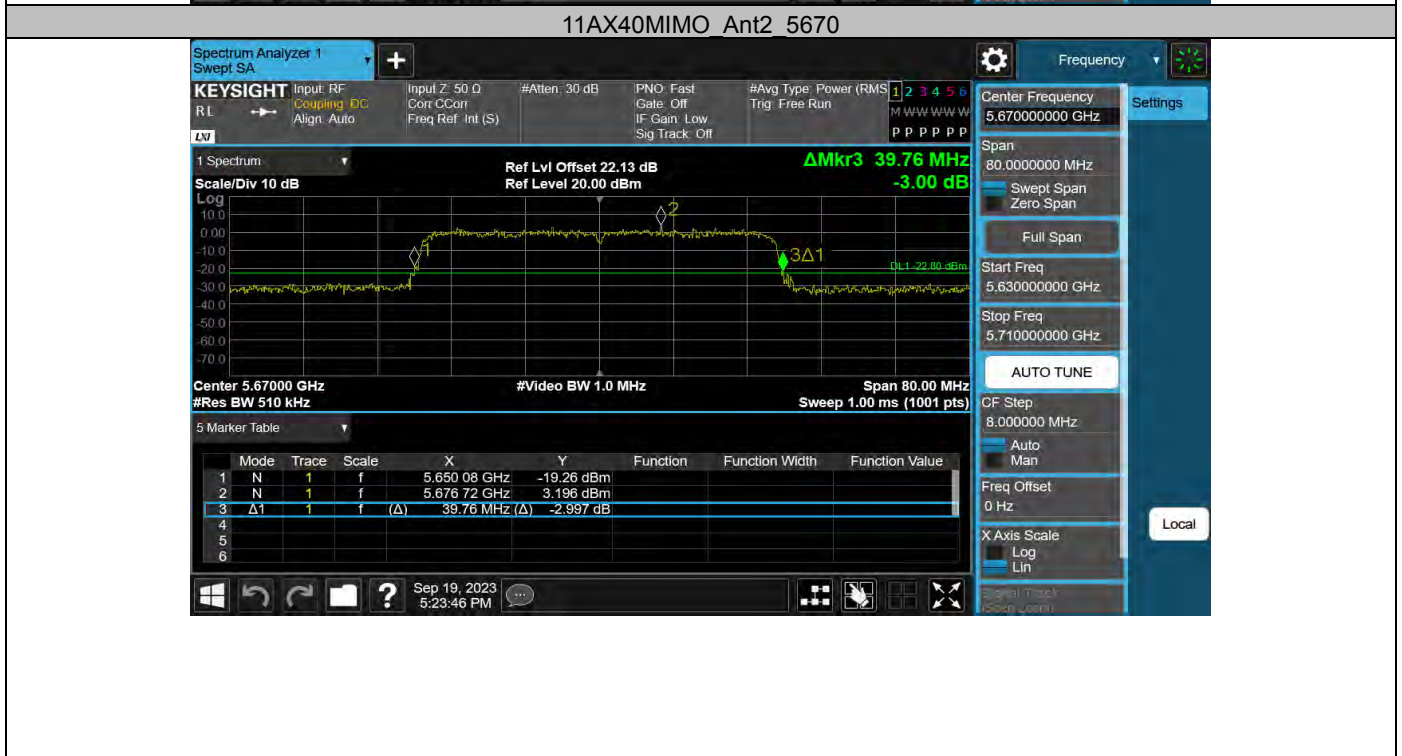 11AX40MIMO_Ant2_5670
Spectrum Analyzer 1
Swept SA
+
Frequency
KEYSIGHT Input: RF Input Z: 50 Ω #Atten: 30 dB PNO: Fast #Avg Type: Power (RMS 1 2 3 4 5 6
RL Coupling: DC Corr CCorr Gate: Off Trig: Free Run M W W W W W
Align: Auto Freq Ref: Int (S) IF Gain: Low
LXI Sig Track: Off P P P P P P
Center Frequency
5.670000000 GHz
Settings
1 Spectrum
Ref Lvl Offset 22.13 dB ΔMkr3 39.76 MHz
Scale/Div 10 dB Ref Level 20.00 dBm -3.00 dB
Span
80.0000000 MHz
Swept Span
Zero Span
Full Span
Log
10.0
0.00
-10.0
-20.0
-30.0
-40.0
-50.0
-60.0
-70.0
1
2
3Δ1
DL1 -22.80 dBm
Start Freq
5.630000000 GHz
Stop Freq
5.710000000 GHz
AUTO TUNE
Center 5.67000 GHz #Video BW 1.0 MHz Span 80.00 MHz
#Res BW 510 kHz Sweep 1.00 ms (1001 pts)
CF Step
8.000000 MHz
Auto
Man
5 Marker Table
Mode Trace Scale X Y Function Function Width Function Value
1 N 1 f 5.650 08 GHz -19.26 dBm
2 N 1 f 5.676 72 GHz 3.196 dBm
3 Δ1 1 f (Δ) 39.76 MHz (Δ) -2.997 dB
4
5
6
Freq Offset
0 Hz
Local
X Axis Scale
Log
Lin
? Sep 19, 2023
5:23:46 PM
Signal Track
(Span Zoom)